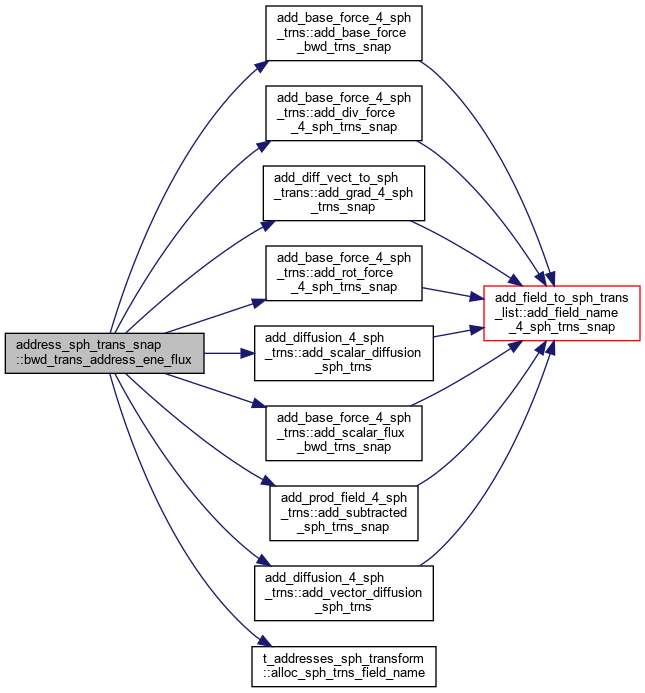 add_base_force_4_sph
_trns::add_base_force
_bwd_trns_snap
add_base_force_4_sph
_trns::add_div_force
_4_sph_trns_snap
add_diff_vect_to_sph
_trans::add_grad_4_sph
_trns_snap
add_base_force_4_sph
_trns::add_rot_force
_4_sph_trns_snap
add_field_to_sph_trans
_list::add_field_name
_4_sph_trns_snap
address_sph_trans_snap
::bwd_trans_address_ene_flux
add_diffusion_4_sph
_trns::add_scalar_diffusion
_sph_trns
add_base_force_4_sph
_trns::add_scalar_flux
_bwd_trns_snap
add_prod_field_4_sph
_trns::add_subtracted
_sph_trns_snap
add_diffusion_4_sph
_trns::add_vector_diffusion
_sph_trns
t_addresses_sph_transform
::alloc_sph_trns_field_name